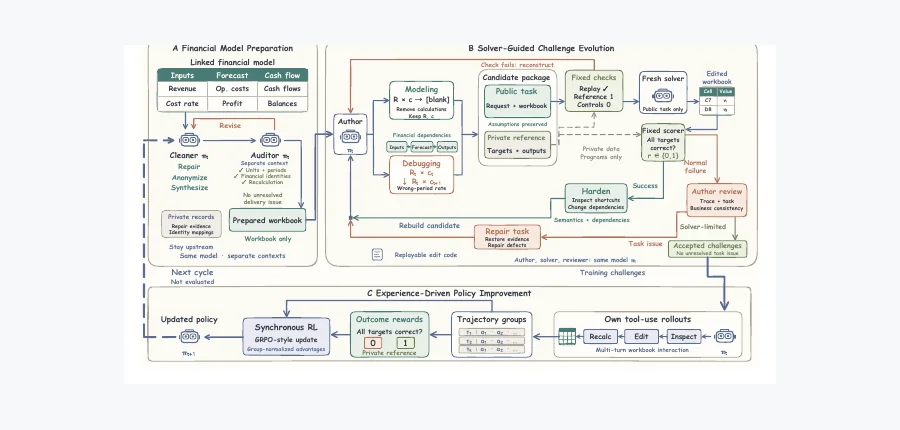 A Financial Model Preparation
Linked financial model
Inputs Forecast Cash flow
Revenue Op. costs Cash flows
Cost rate Profit Balances
Revise
Cleaner
Auditor
Repair
Anonymize
Synthesize
Separate context
✓ Units + periods
✓ Financial identities
✓ Recalculation
No unresolved
delivery issue
Private records
Repair evidence
Identity mappings
Prepared workbook
Workbook only
Stay upstream
Same model · separate contexts
B Solver-Guided Challenge Evolution
Check fails: reconstruct
Author
Modeling
R × c → [blank]
Remove calculations
Keep R, c
Financial dependencies
Inputs Forecast Outputs
Debugging
Wrong-period rate
Candidate package
Public task
Request + workbook
Assumptions preserved
Private reference
Targets + outputs
Fixed checks
Replay ✓
Reference 1
Controls 0
Fresh solver
Public task only
Edited
workbook
Cell Value
C7
D8
Private data
Programs only
Fixed scorer
All targets
correct?
r ∈ {0,1}
Normal
failure
Success
Harden
Inspect shortcuts
Change dependencies
Semantics + dependencies
Author review
Trace + task
Business consistency
Rebuild candidate
Repair task
Restore evidence
Repair defects
Task issue
Solver-limited
Accepted challenges
No unresolved task issue
Replayable edit code
Author, solver, reviewer: same model
Next cycle
Not evaluated
Training challenges
C Experience-Driven Policy Improvement
Updated policy
Synchronous RL
GRPO-style update
Group-normalized advantages
Outcome rewards
All targets correct?
0 1
Private reference
Trajectory groups
Own tool-use rollouts
Recalc Edit Inspect
Multi-turn workbook interaction